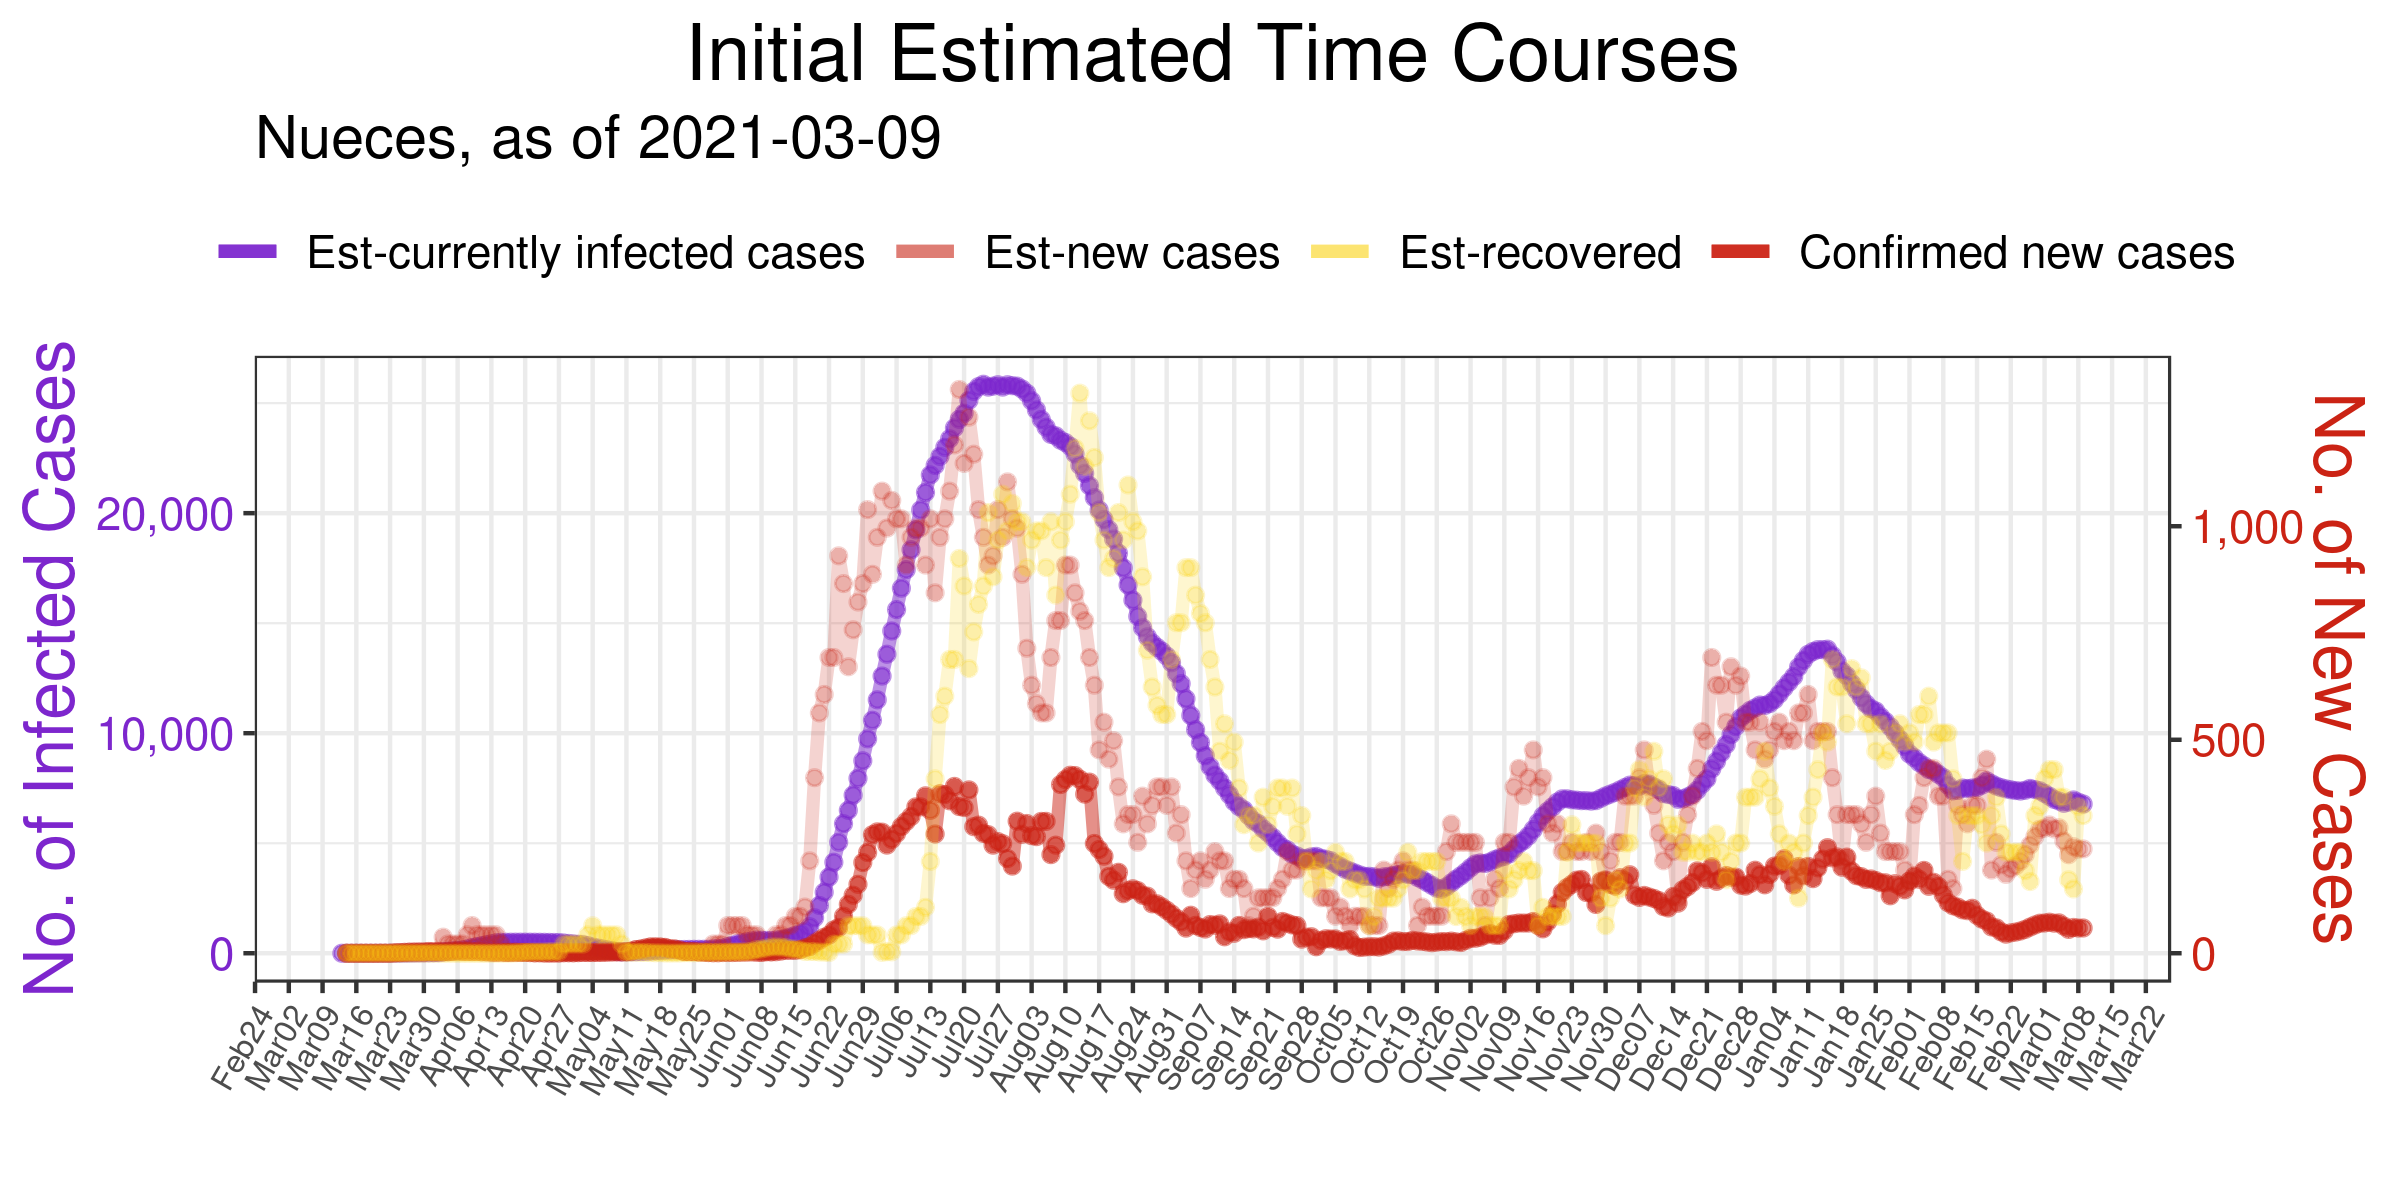 Initial Estimated Time Courses
Nueces, as of 2021-03-09
Est-currently infected cases Est-new cases Est-recovered Confirmed new cases
No. of Infected Cases
20,000
10,000
0
1,000
500
0
No. of New Cases
Feb24 Mar02 Mar09 Mar16 Mar23 Mar30 Apr06 Apr13 Apr20 Apr27 May04 May11 May18 May25 Jun01 Jun08 Jun15 Jun22 Jun29 Jul06 Jul13 Jul20 Jul27 Aug03 Aug10 Aug17 Aug24 Aug31 Sep07 Sep14 Sep21 Sep28 Oct05 Oct12 Oct19 Oct26 Nov02 Nov09 Nov16 Nov23 Nov30 Dec07 Dec14 Dec21 Dec28 Jan04 Jan11 Jan18 Jan25 Feb01 Feb08 Feb15 Feb22 Mar01 Mar08 Mar15 Mar22